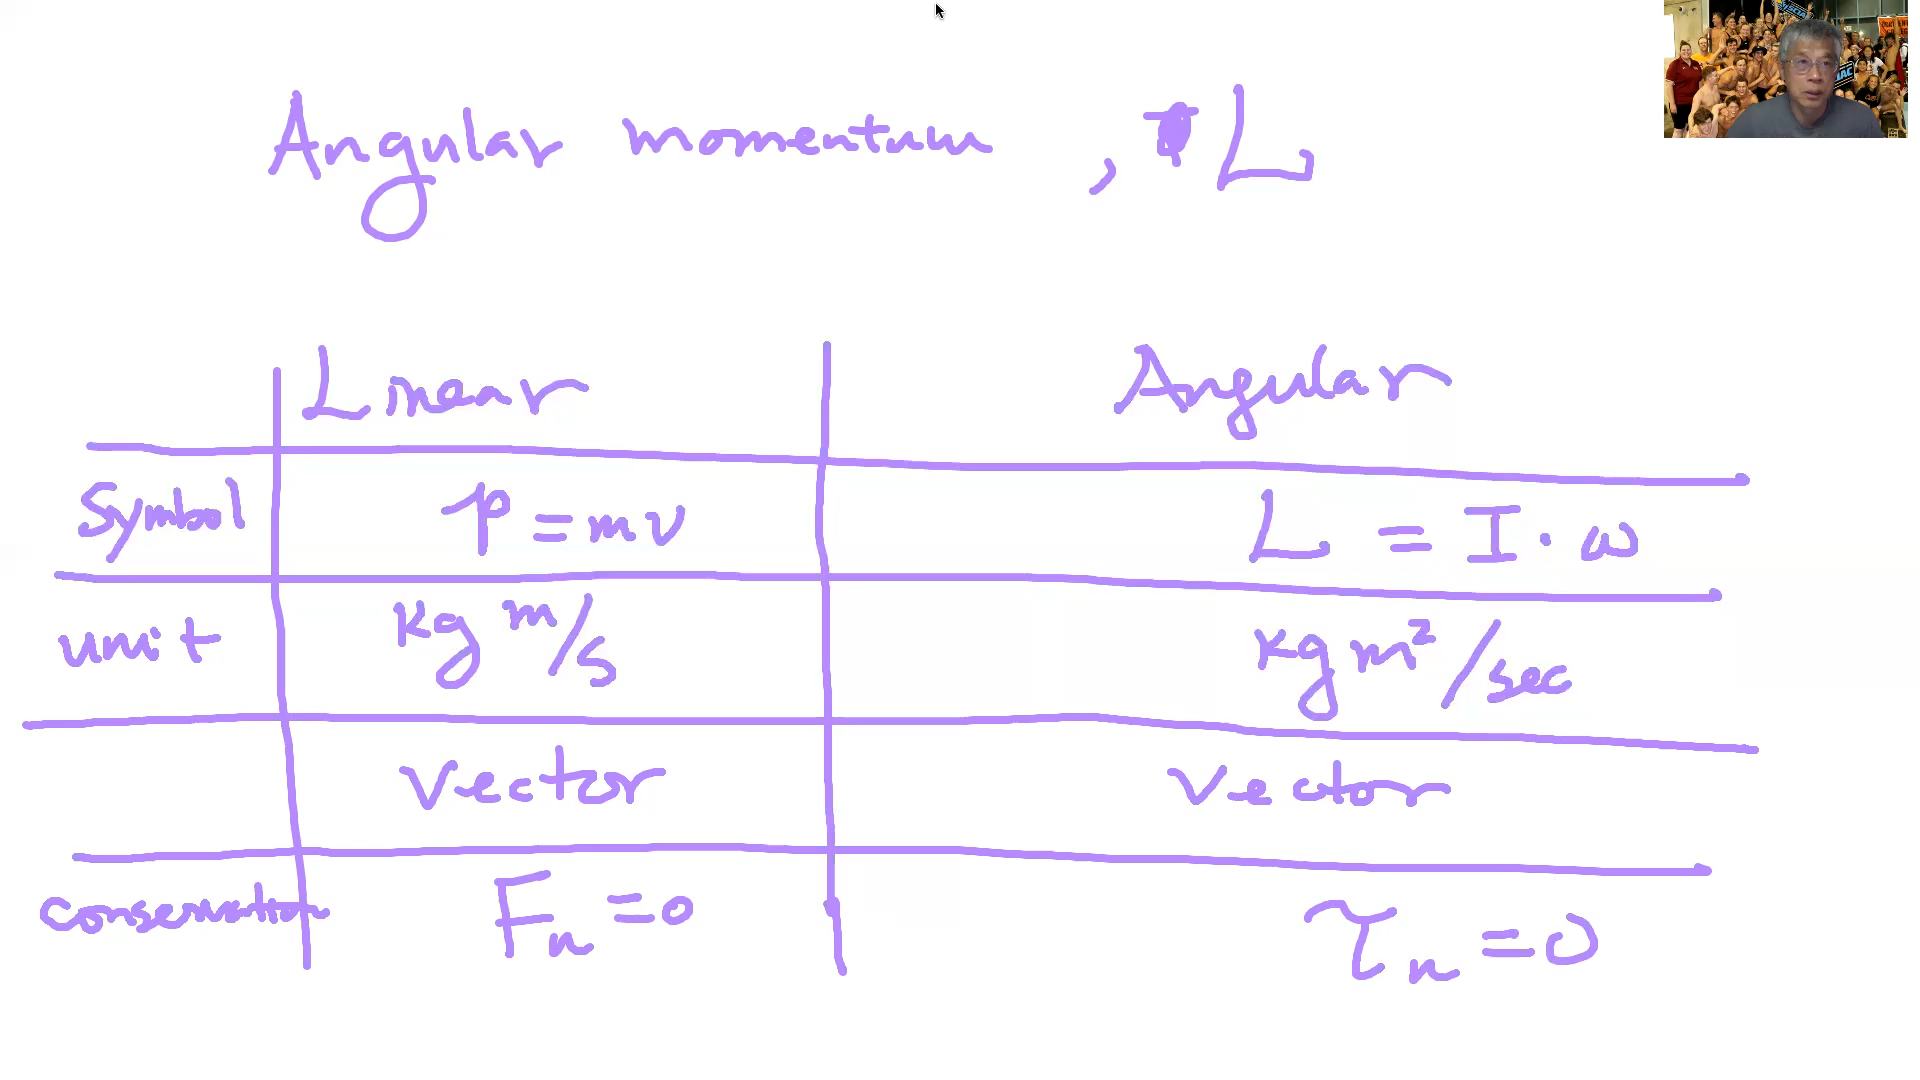 Angular momentum , L
Linear Angular
Symbol p = mv L = I · ω
unit kg m/s kg m²/sec
Vector Vector
conservation Fn = 0 τn = 0